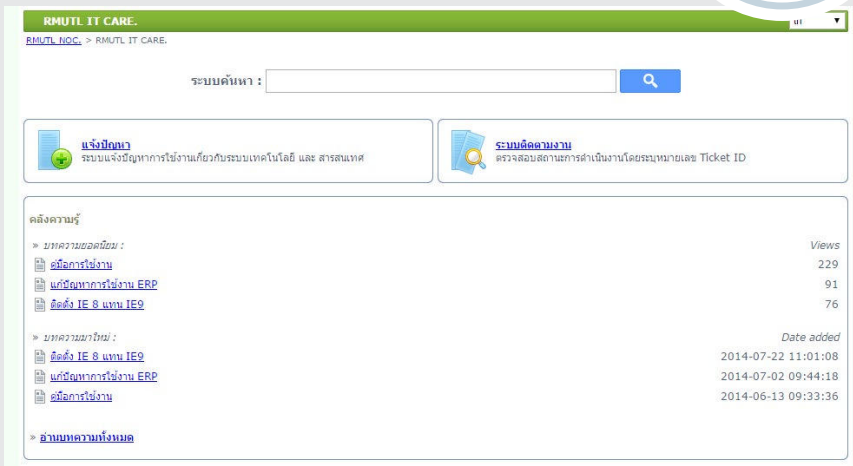 RMUTL IT CARE.
RMUTL NOC. > RMUTL IT CARE.
ระบบค้นหา :
แจ้งปัญหา
ระบบแจ้งปัญหาการใช้งานเกี่ยวกับระบบเทคโนโลยี และ สารสนเทศ
ระบบติดตามงาน
ตรวจสอบสถานะการดำเนินงานโดยระบุหมายเลข Ticket ID
คลังความรู้
» บทความยอดนิยม : Views
คู่มือการใช้งาน 229
แก้ปัญหาการใช้งาน ERP 91
ติดตั้ง IE 8 แทน IE9 76
» บทความมาใหม่ : Date added
ติดตั้ง IE 8 แทน IE9 2014-07-22 11:01:08
แก้ปัญหาการใช้งาน ERP 2014-07-02 09:44:18
คู่มือการใช้งาน 2014-06-13 09:33:36
» อ่านบทความทั้งหมด